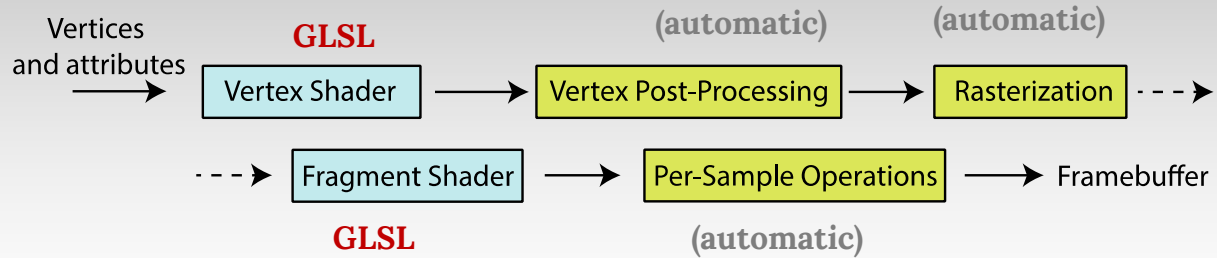 Vertices
and attributes
GLSL
(automatic)
(automatic)
Vertex Shader
Vertex Post-Processing
Rasterization
Fragment Shader
Per-Sample Operations
Framebuffer
GLSL
(automatic)